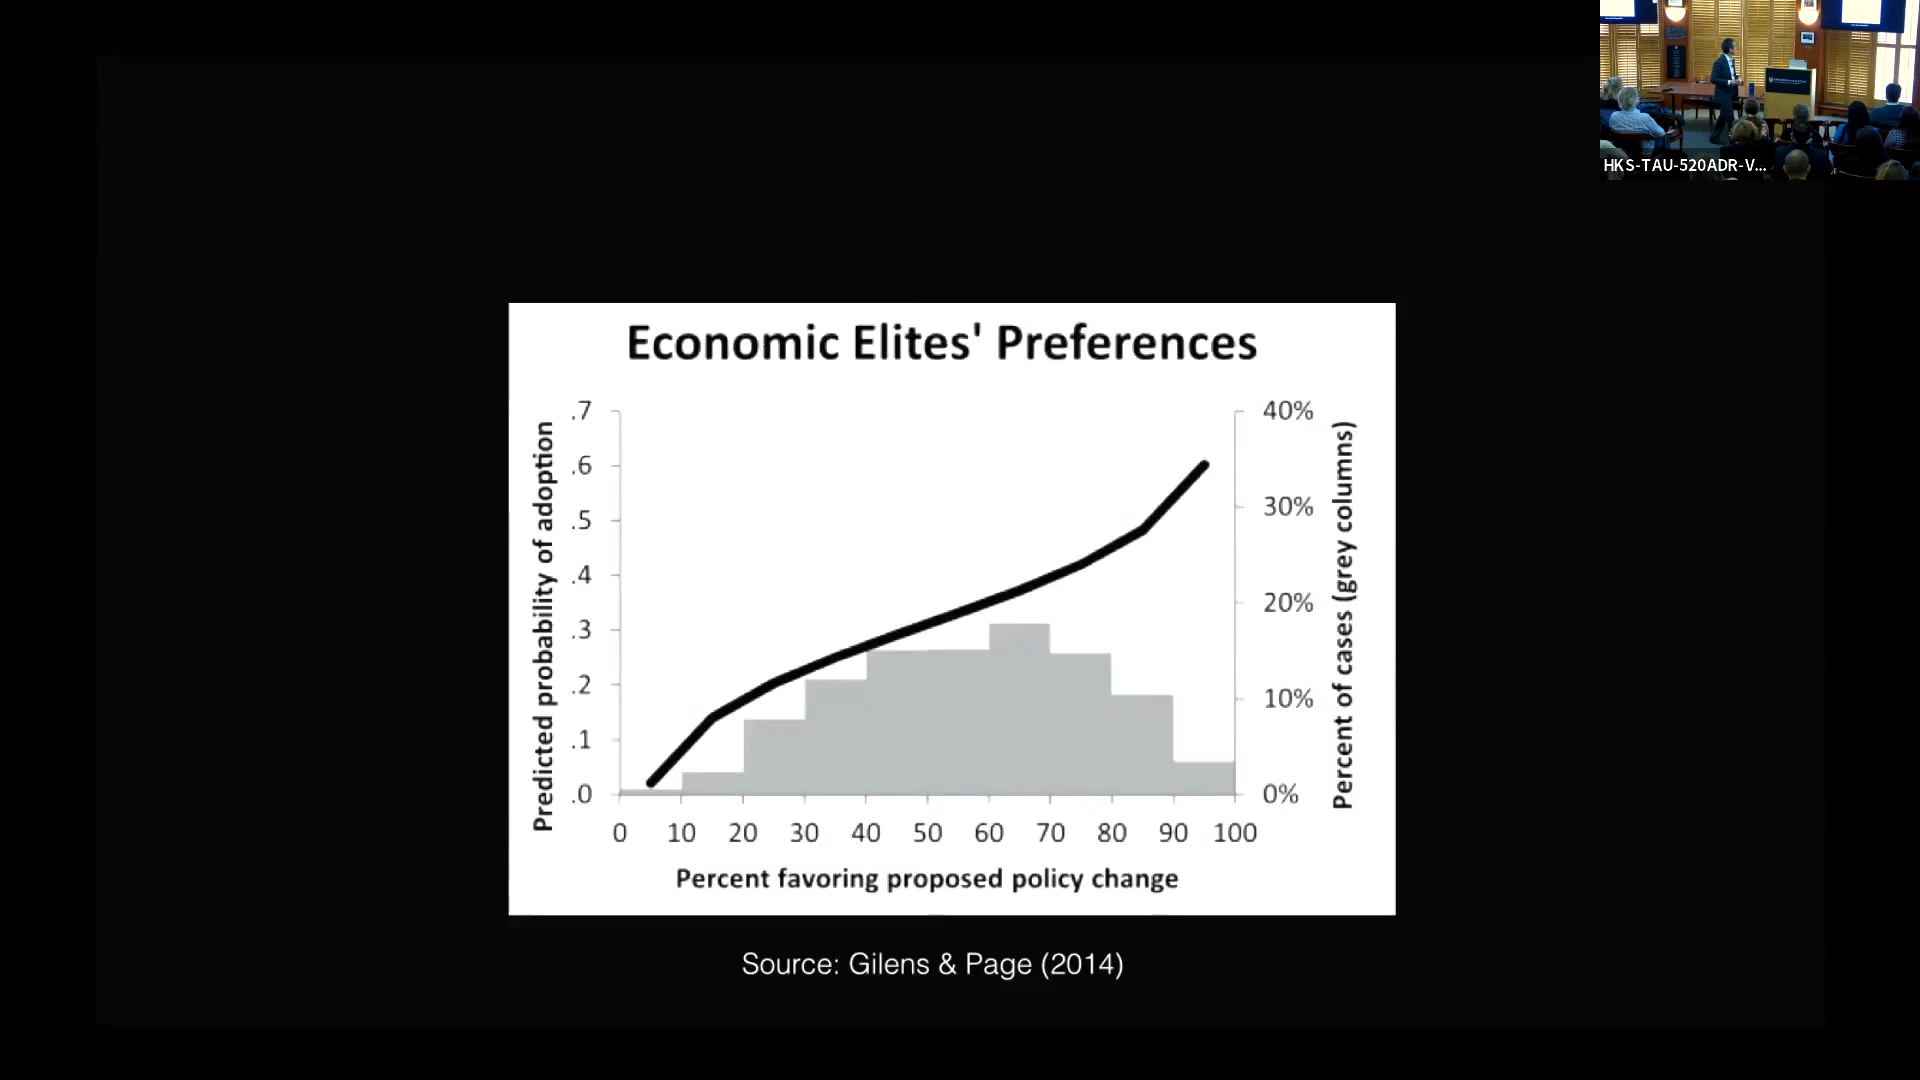 HKS-TAU-520ADR-V...
Economic Elites' Preferences
Predicted probability of adoption
.7
.6
.5
.4
.3
.2
.1
.0
40%
30%
20%
10%
0%
Percent of cases (grey columns)
0 10 20 30 40 50 60 70 80 90 100
Percent favoring proposed policy change
Source: Gilens & Page (2014)